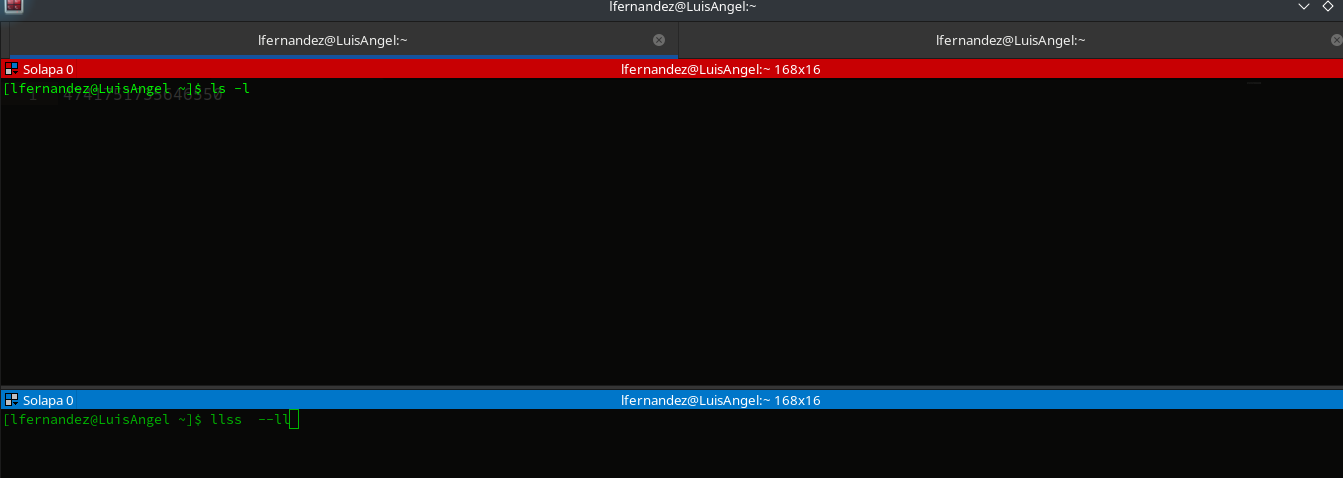 lfernandez@LuisAngel:~
lfernandez@LuisAngel:~ lfernandez@LuisAngel:~
Solapa 0 lfernandez@LuisAngel:~ 168x16
[lfernandez@LuisAngel ~]$ ls -l
Solapa 0 lfernandez@LuisAngel:~ 168x16
[lfernandez@LuisAngel ~]$ llss  --ll